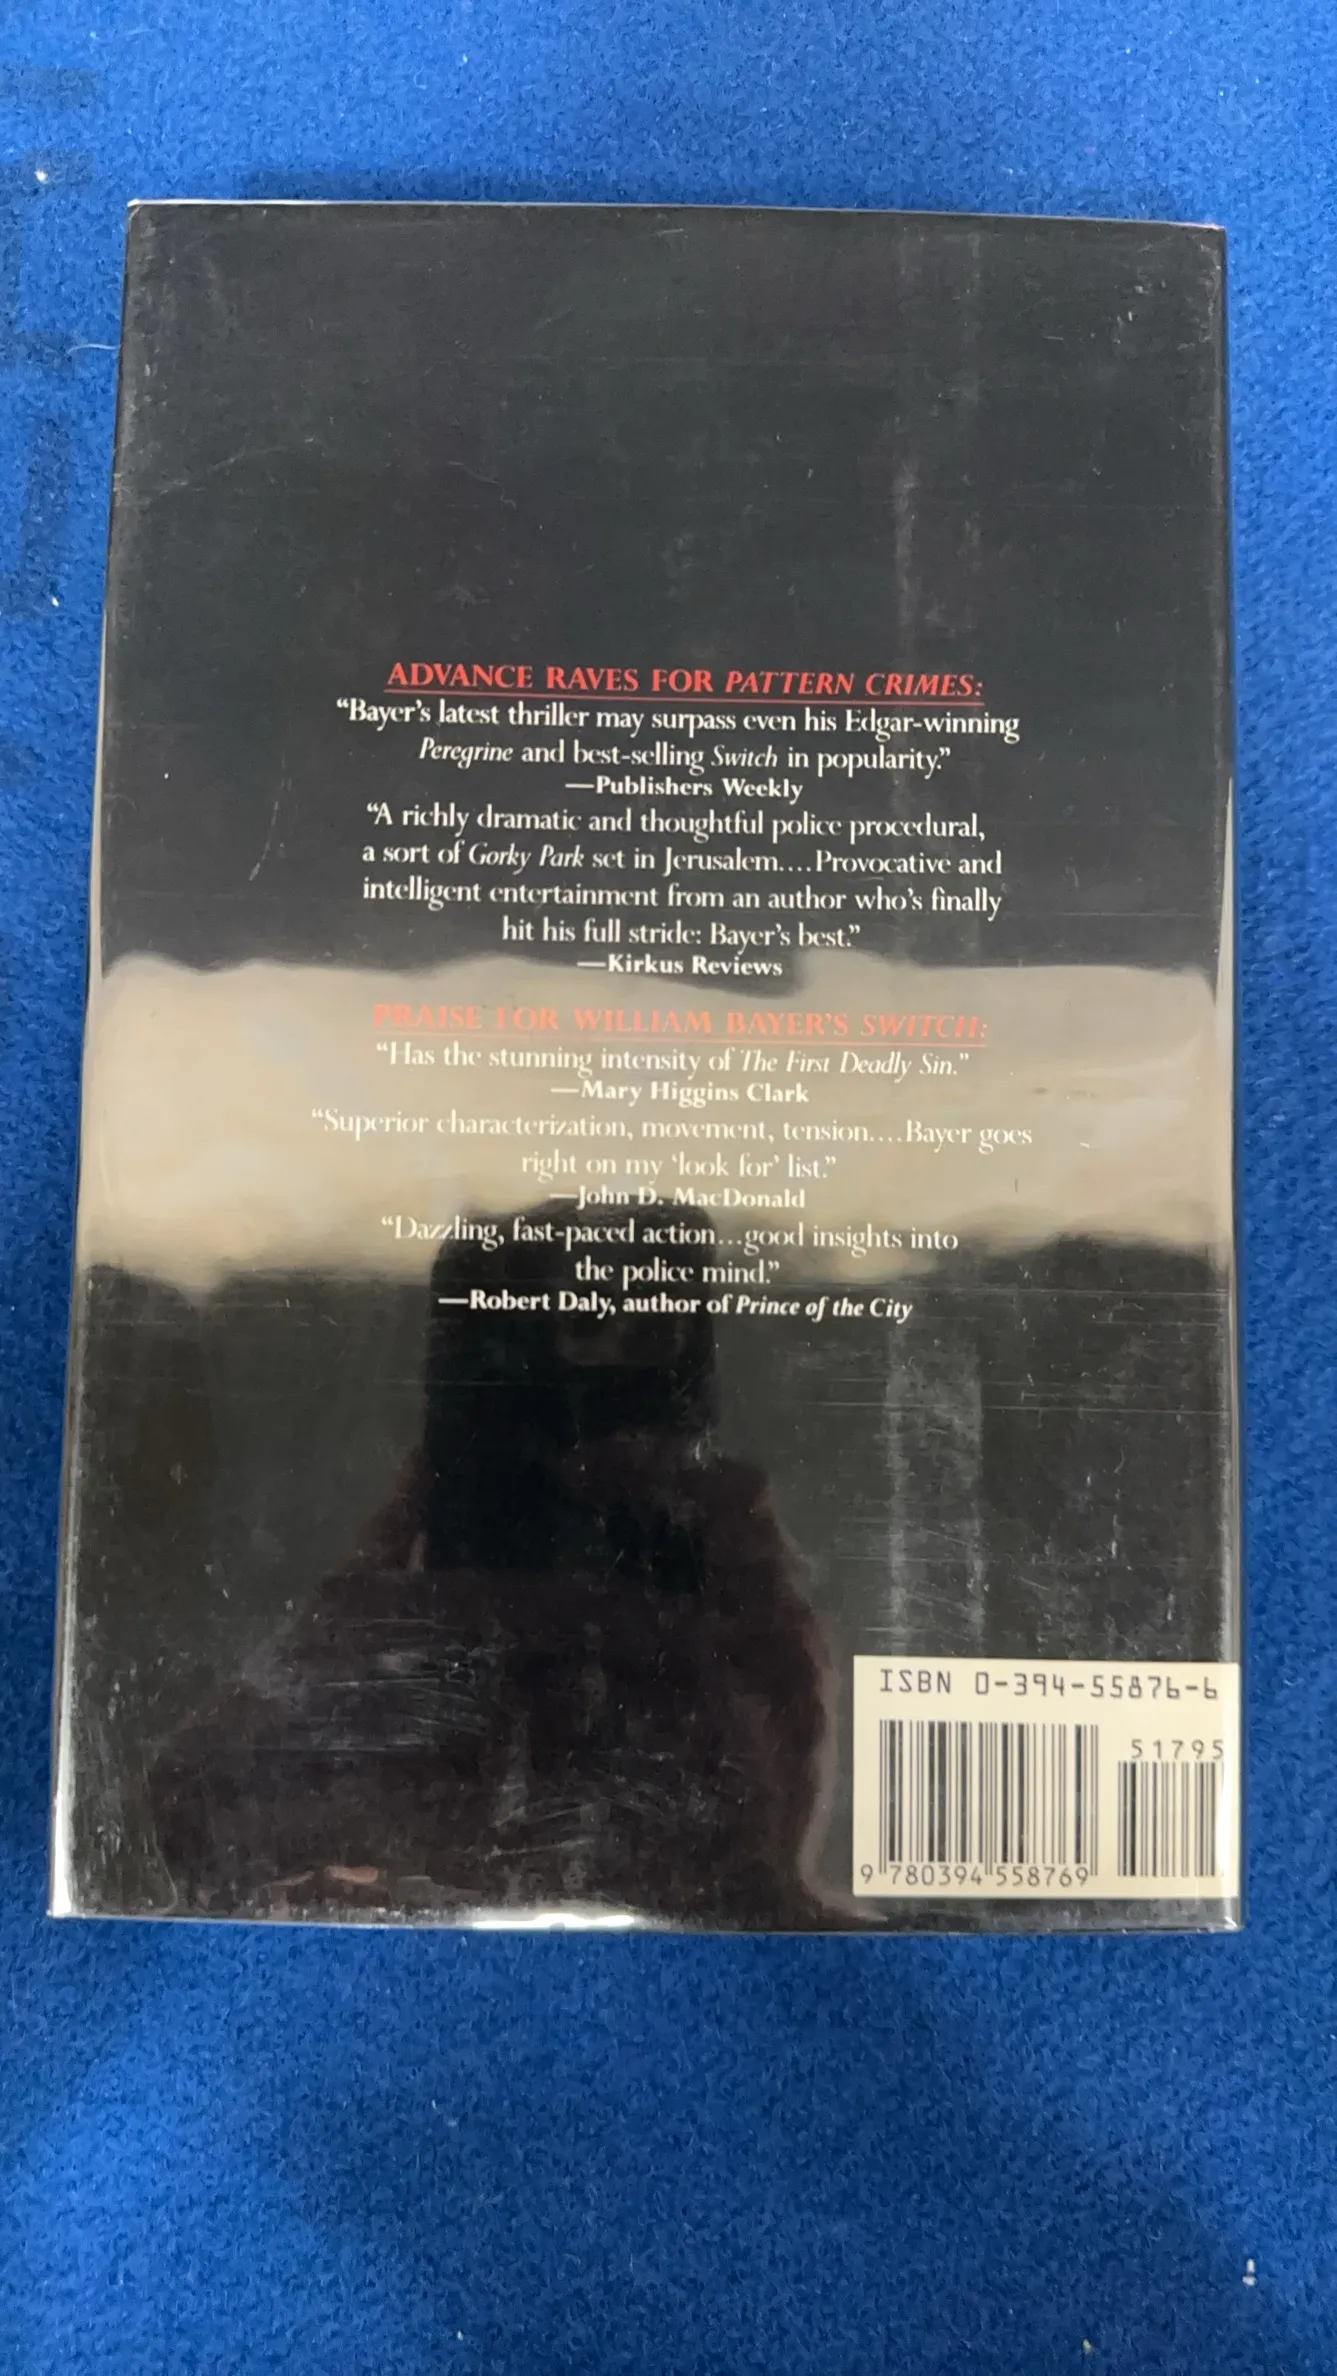 ADVANCE RAVES FOR PATTERN CRIMES:
“Bayer’s latest thriller may surpass even his Edgar-winning
Peregrine and best-selling Switch in popularity.”
—Publishers Weekly
“A richly dramatic and thoughtful police procedural,
a sort of Gorky Park set in Jerusalem....Provocative and
intelligent entertainment from an author who’s finally
hit his full stride: Bayer’s best.”
—Kirkus Reviews
PRAISE FOR WILLIAM BAYER’S SWITCH:
“Has the stunning intensity of The First Deadly Sin.”
—Mary Higgins Clark
“Superior characterization, movement, tension....Bayer goes
right on my ‘look for’ list.”
—John D. MacDonald
“Dazzling, fast-paced action...good insights into
the police mind.”
—Robert Daly, author of Prince of the City
ISBN 0-394-55876-6
51795
9 780394 558769